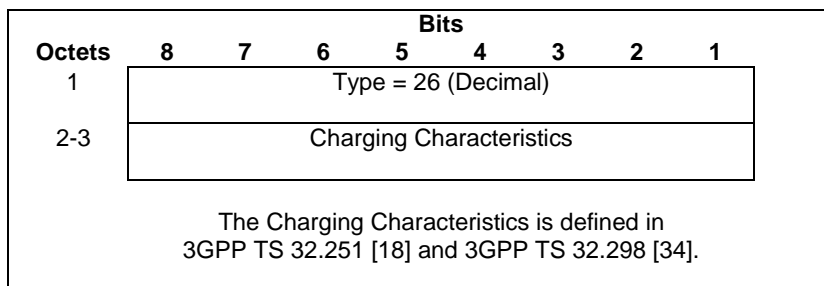 Bits
Octets 8 7 6 5 4 3 2 1
1 Type = 26 (Decimal)
2-3 Charging Characteristics
The Charging Characteristics is defined in
3GPP TS 32.251 [18] and 3GPP TS 32.298 [34].